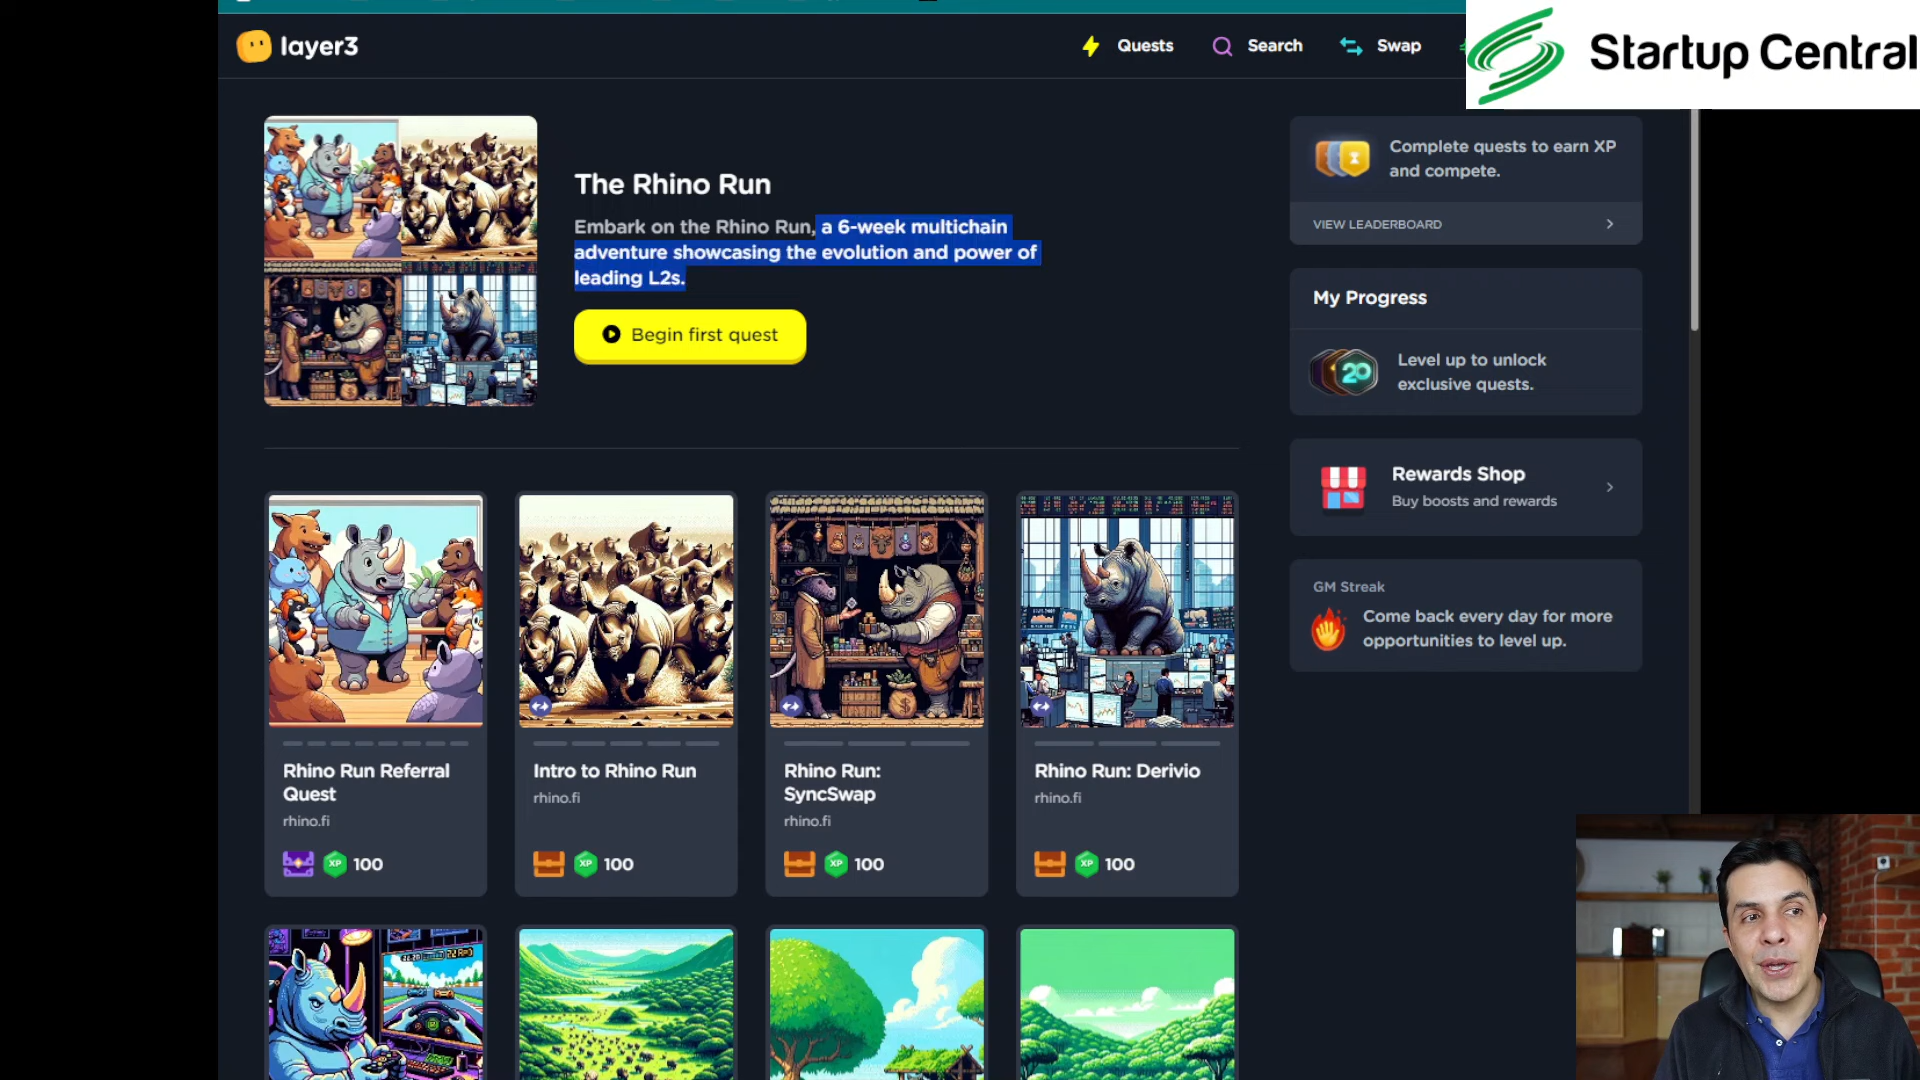 layer3
Quests
Search
Swap
Startup Central
The Rhino Run
Embark on the Rhino Run, a 6-week multichain
adventure showcasing the evolution and power of
leading L2s.
Begin first quest
Complete quests to earn XP
and compete.
VIEW LEADERBOARD
My Progress
20
Level up to unlock
exclusive quests.
Rewards Shop
Buy boosts and rewards
GM Streak
Come back every day for more
opportunities to level up.
Rhino Run Referral
Quest
rhino.fi
XP 100
Intro to Rhino Run
rhino.fi
XP 100
Rhino Run:
SyncSwap
rhino.fi
XP 100
Rhino Run: Derivio
rhino.fi
XP 100